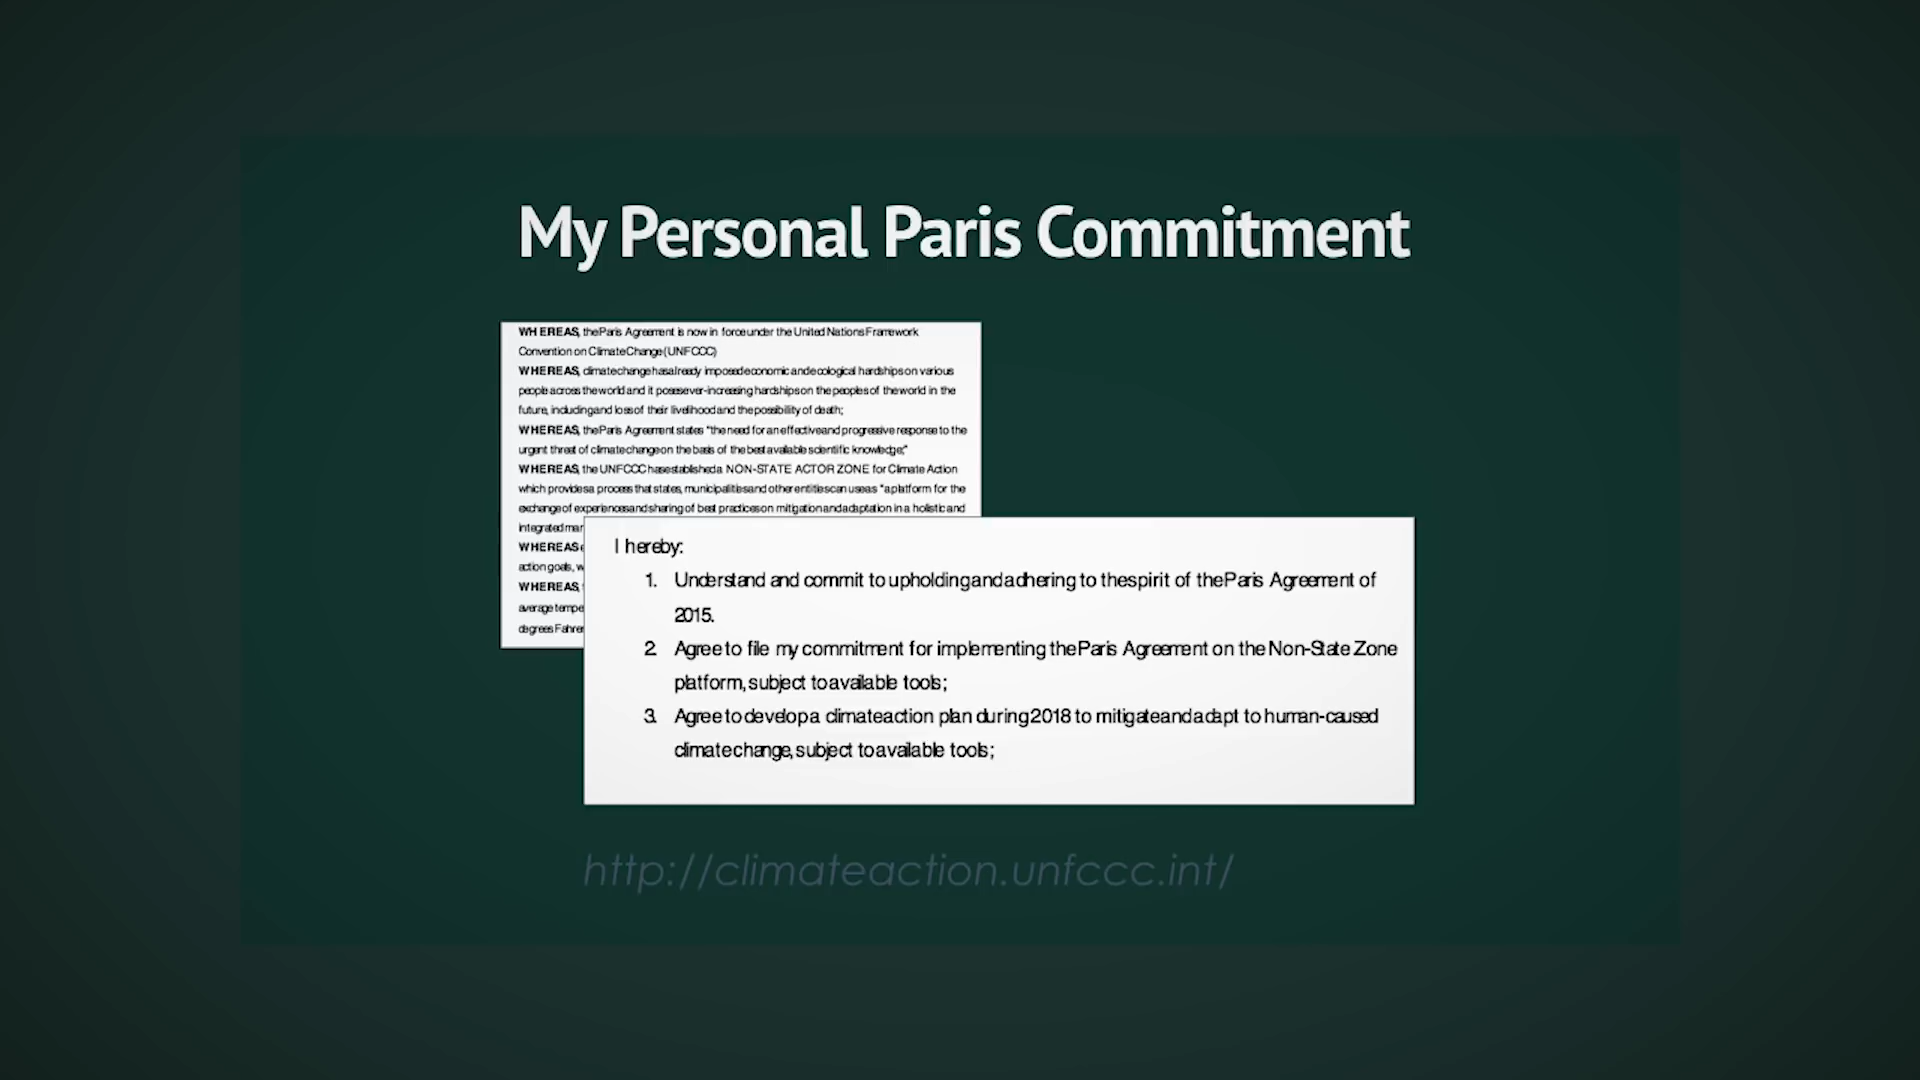 My Personal Paris Commitment
WHEREAS, the Paris Agreement is now in force under the United Nations Framework
Convention on Climate Change (UNFCCC)
WHEREAS, climate change has already imposed economic and ecological hardships on various
people across the world and it poses ever-increasing hardships on the peoples of the world in the
future, including and loss of their livelihood and the possibility of death;
WHEREAS, the Paris Agreement states "the need for an effective and progressive response to the
urgent threat of climate change on the basis of the best available scientific knowledge;"
WHEREAS, the UNFCCC has established a NON-STATE ACTOR ZONE for Climate Action
which provides a process that states, municipalities and other entities can use as "a platform for the
exchange of experiences and sharing of best practices on mitigation and adaptation in a holistic and
integrated
WHEREAS
action goals,
WHEREAS,
average
degrees
I hereby:
1. Understand and commit to upholding and adhering to the spirit of the Paris Agreement of
2015.
2. Agree to file my commitment for implementing the Paris Agreement on the Non-State Zone
platform, subject to available tools;
3. Agree to develop a climate action plan during 2018 to mitigate and adapt to human-caused
climate change, subject to available tools;
http://climateaction.unfccc.int/